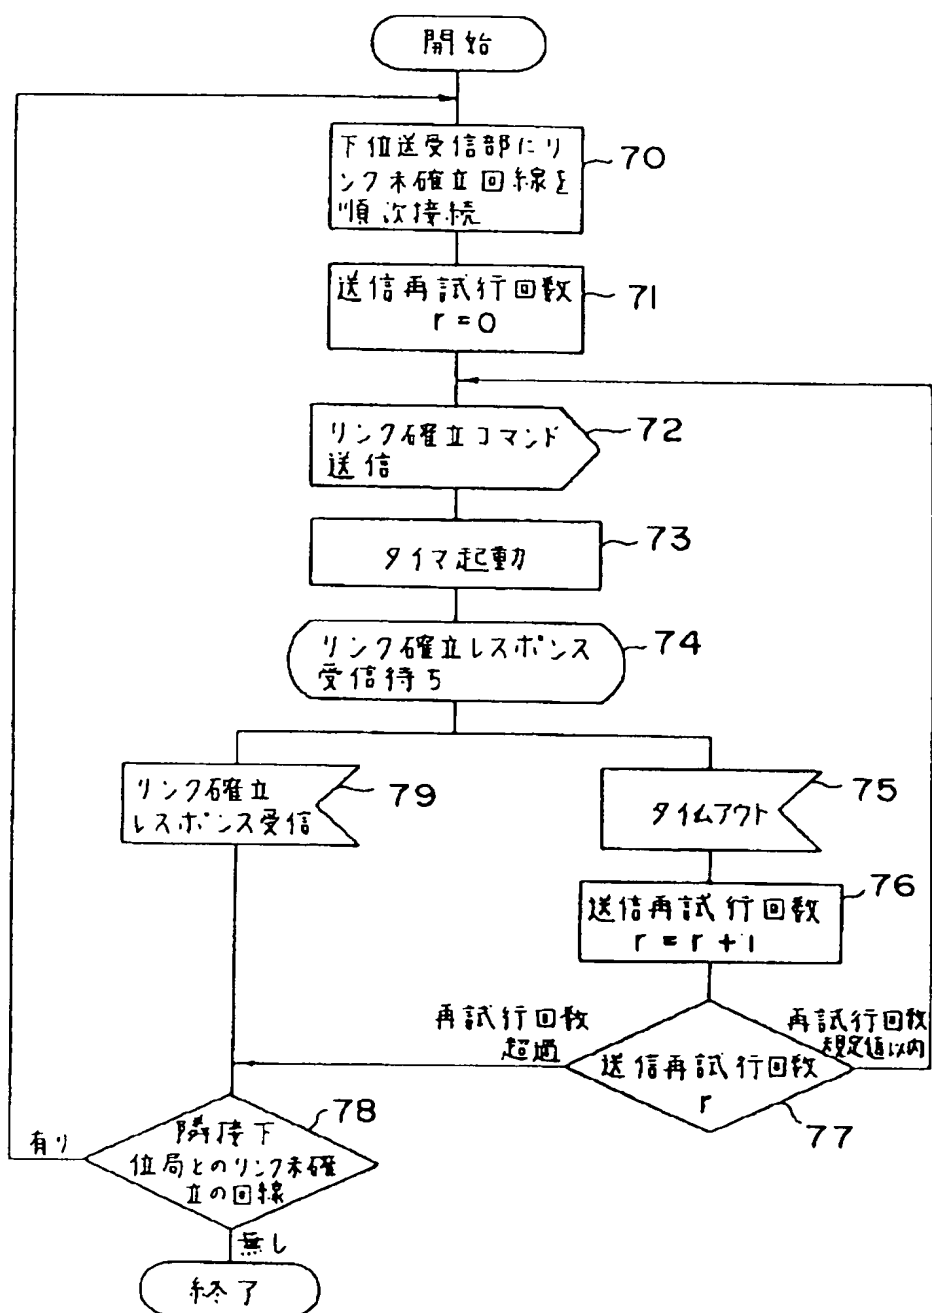 開始
下位送受信部にリ
ンク未確立回線を
順次接続
70
送信再試行回数
r=0
71
リンク確立コマンド
送信
72
タイマ起動
73
リンク確立レスポンス
受信待ち
74
リンク確立
レスポンス受信
79
タイムアウト
75
送信再試行回数
r=r+1
76
再試行回数
超過
再試行回数
規定値以内
送信再試行回数
r
77
78
隣接下
位局とのリンク未確
立の回線
有り
無し
終了